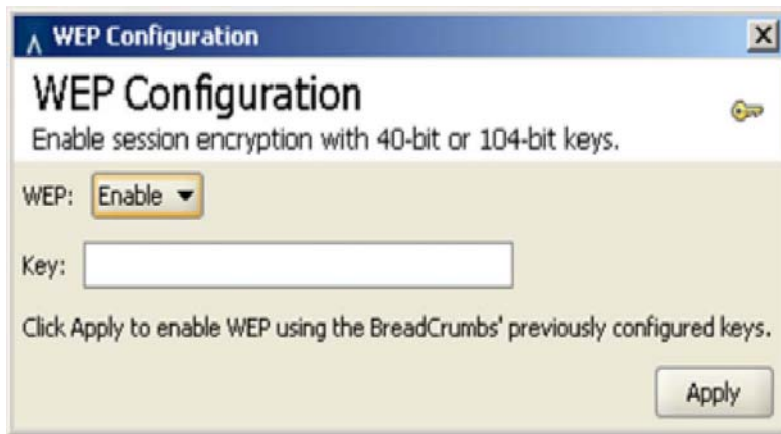 WEP Configuration
WEP Configuration
Enable session encryption with 40-bit or 104-bit keys.
WEP: Enable
Key:
Click Apply to enable WEP using the BreadCrumbs' previously configured keys.
Apply